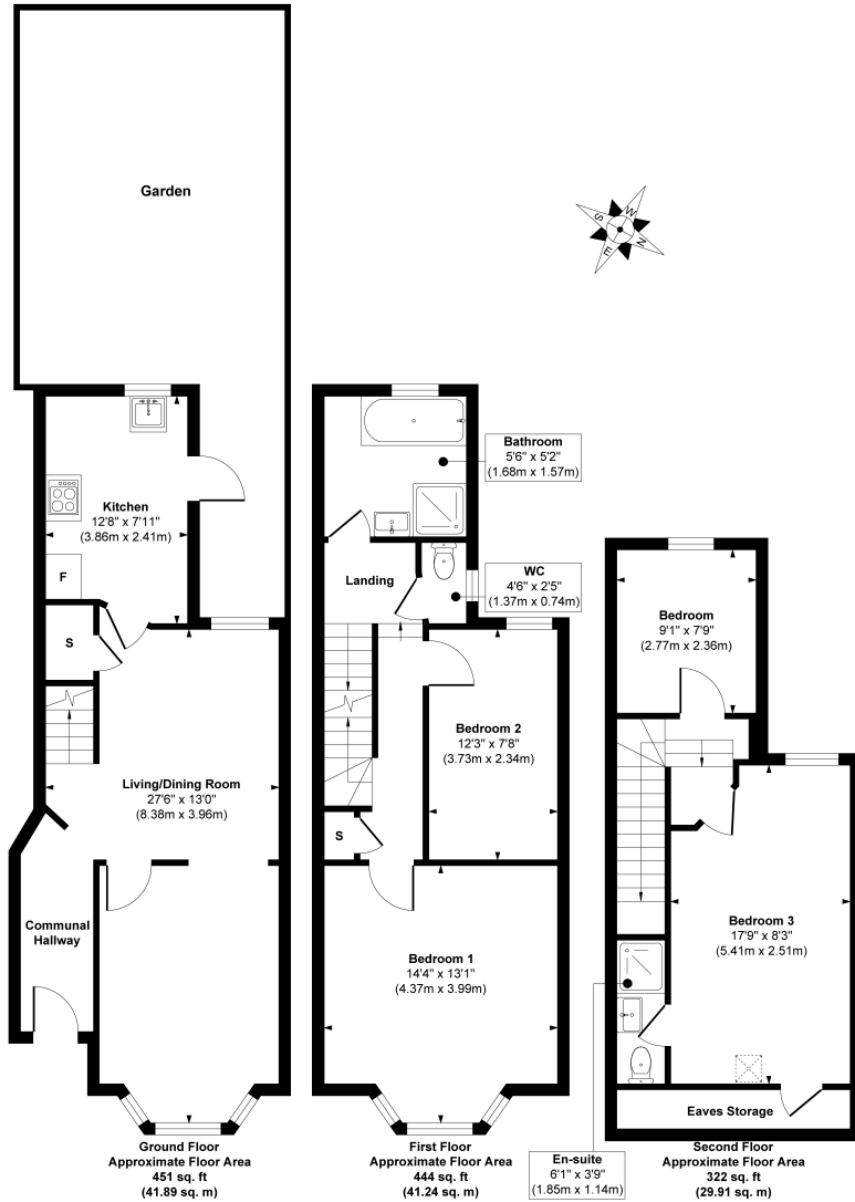 Garden
S
W
E
N
Kitchen
12'8" x 7'11"
(3.86m x 2.41m)
F
S
Living/Dining Room
27'6" x 13'0"
(8.38m x 3.96m)
Communal
Hallway
Ground Floor
Approximate Floor Area
451 sq. ft
(41.89 sq. m)
Bathroom
5'6" x 5'2"
(1.68m x 1.57m)
Landing
WC
4'6" x 2'5"
(1.37m x 0.74m)
Bedroom 2
12'3" x 7'8"
(3.73m x 2.34m)
S
Bedroom 1
14'4" x 13'1"
(4.37m x 3.99m)
First Floor
Approximate Floor Area
444 sq. ft
(41.24 sq. m)
Bedroom
9'1" x 7'9"
(2.77m x 2.36m)
Bedroom 3
17'9" x 8'3"
(5.41m x 2.51m)
Eaves Storage
En-suite
6'1" x 3'9"
(1.85m x 1.14m)
Second Floor
Approximate Floor Area
322 sq. ft
(29.91 sq. m)